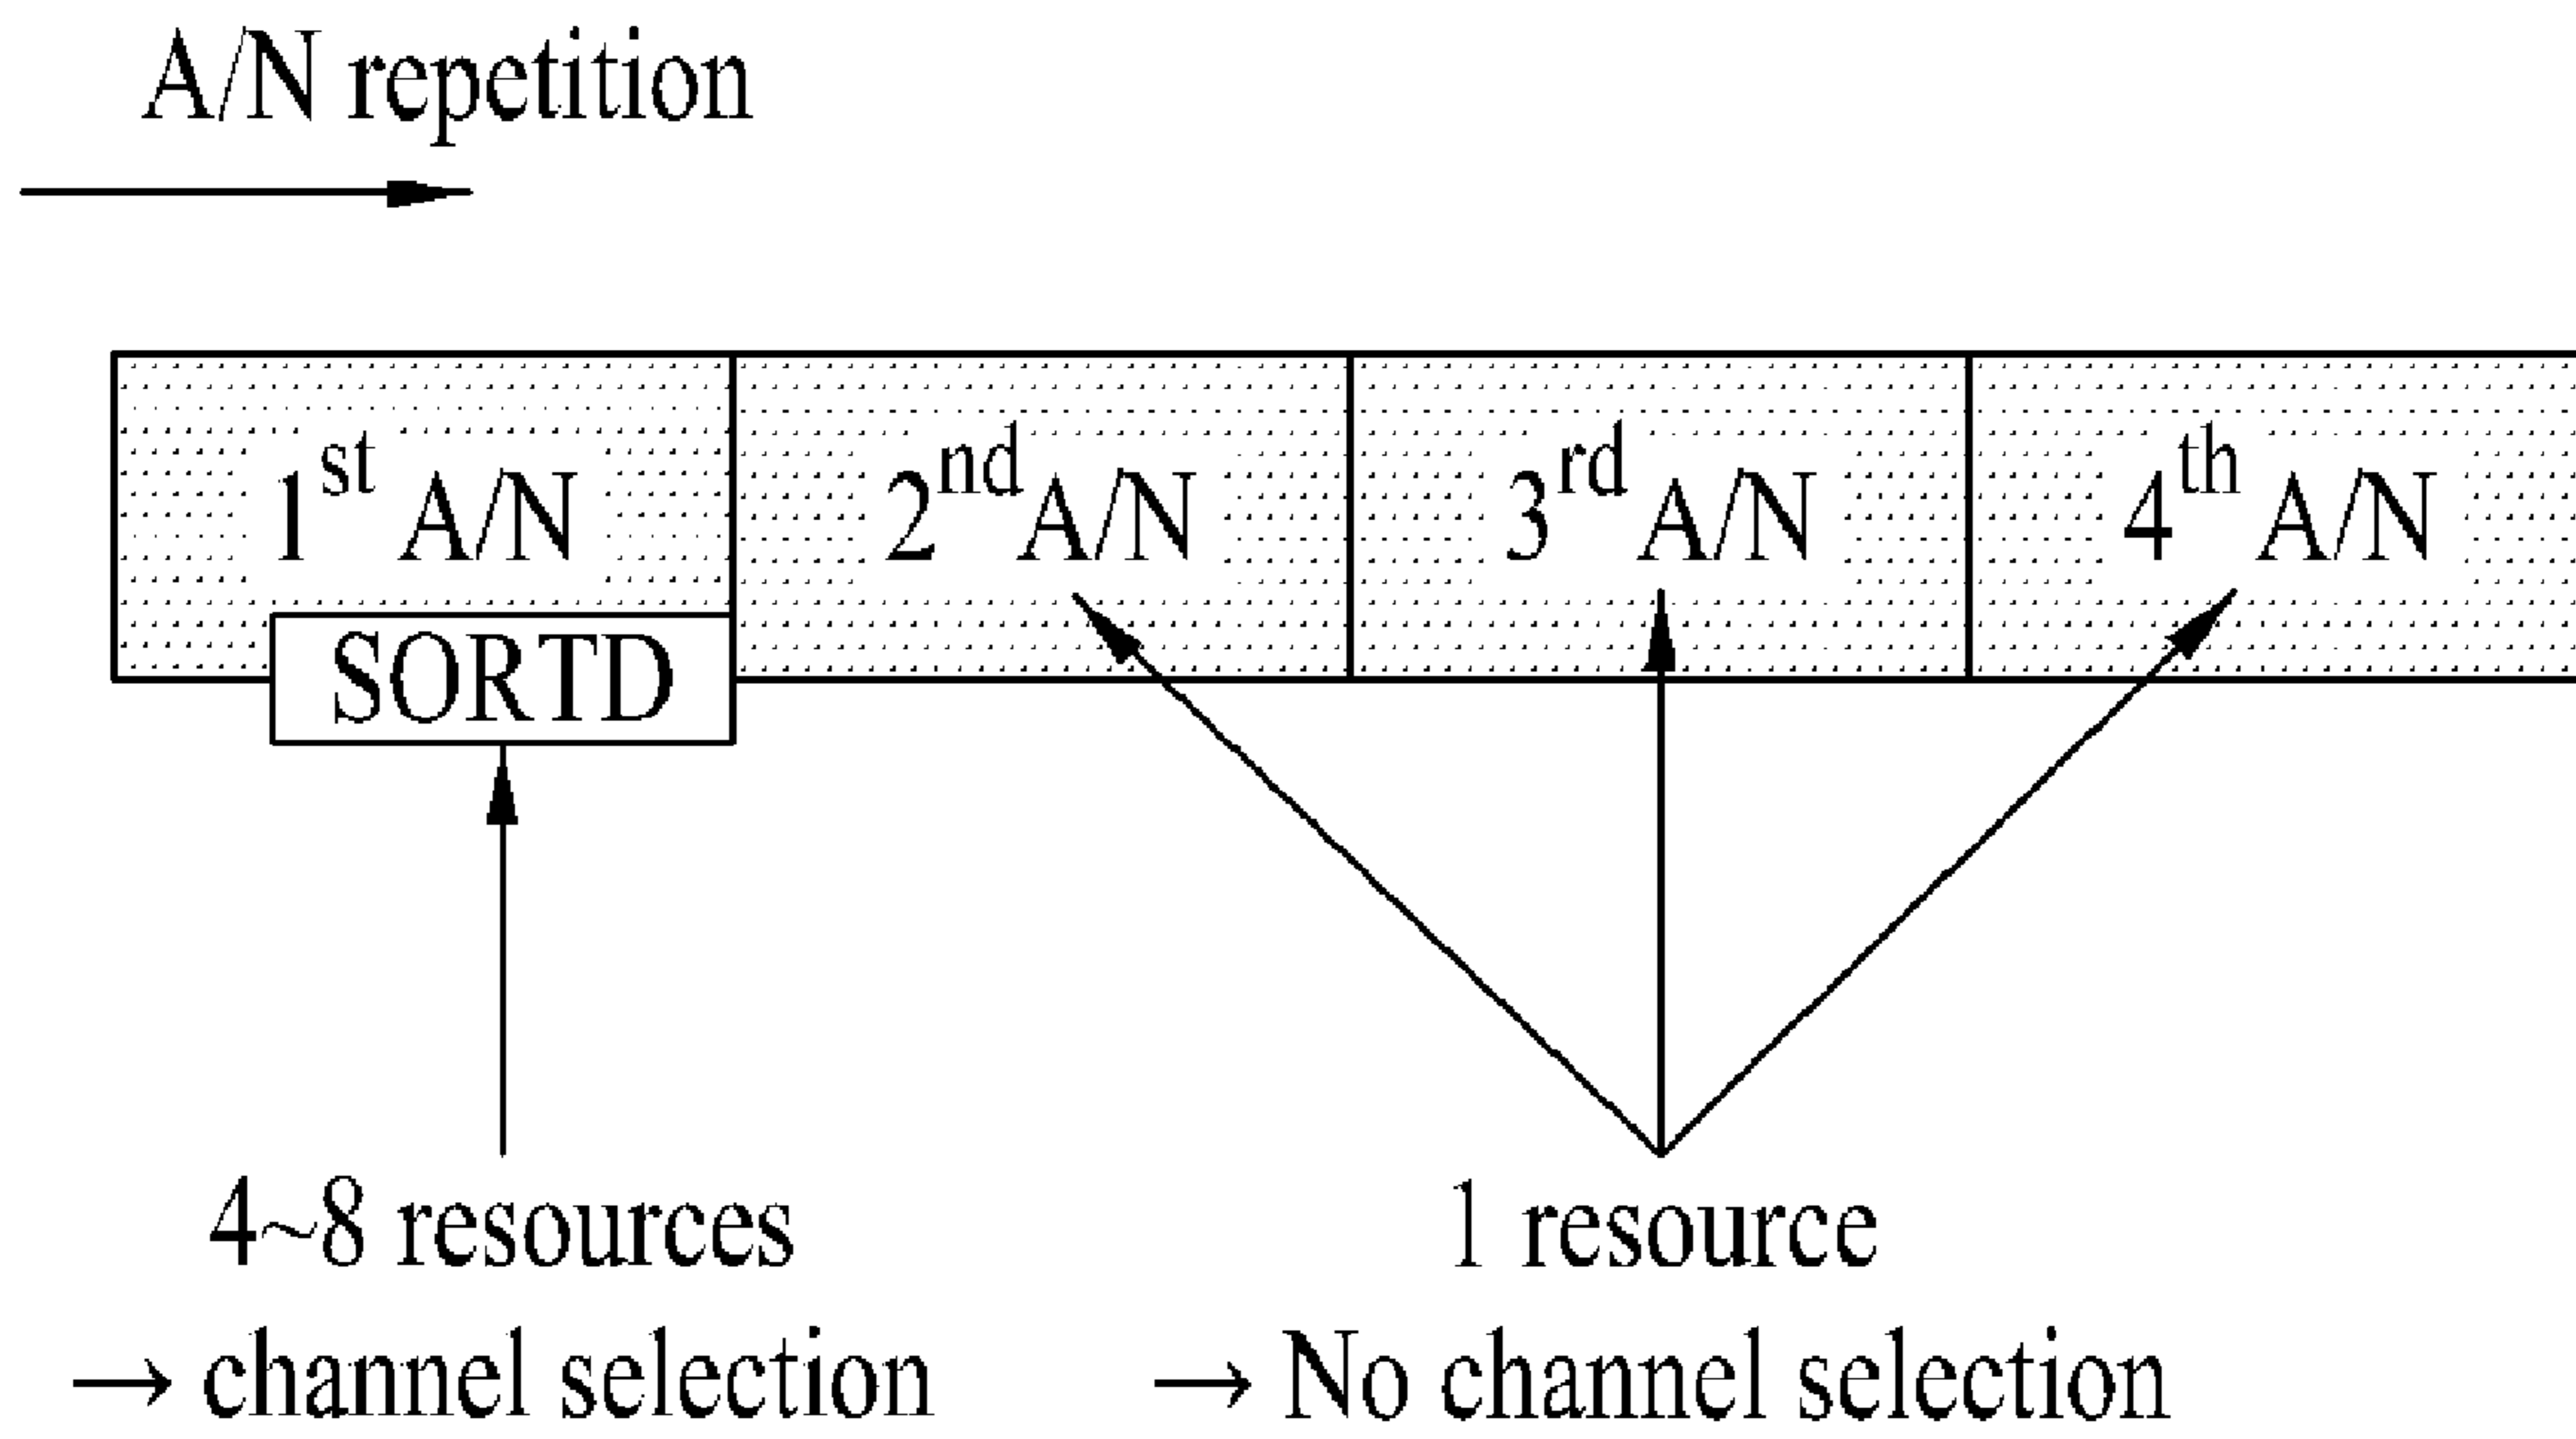 A/N repetition
1st A/N
2nd A/N
3rd A/N
4th A/N
SORTD
4~8 resources
→ channel selection
1 resource
→ No channel selection